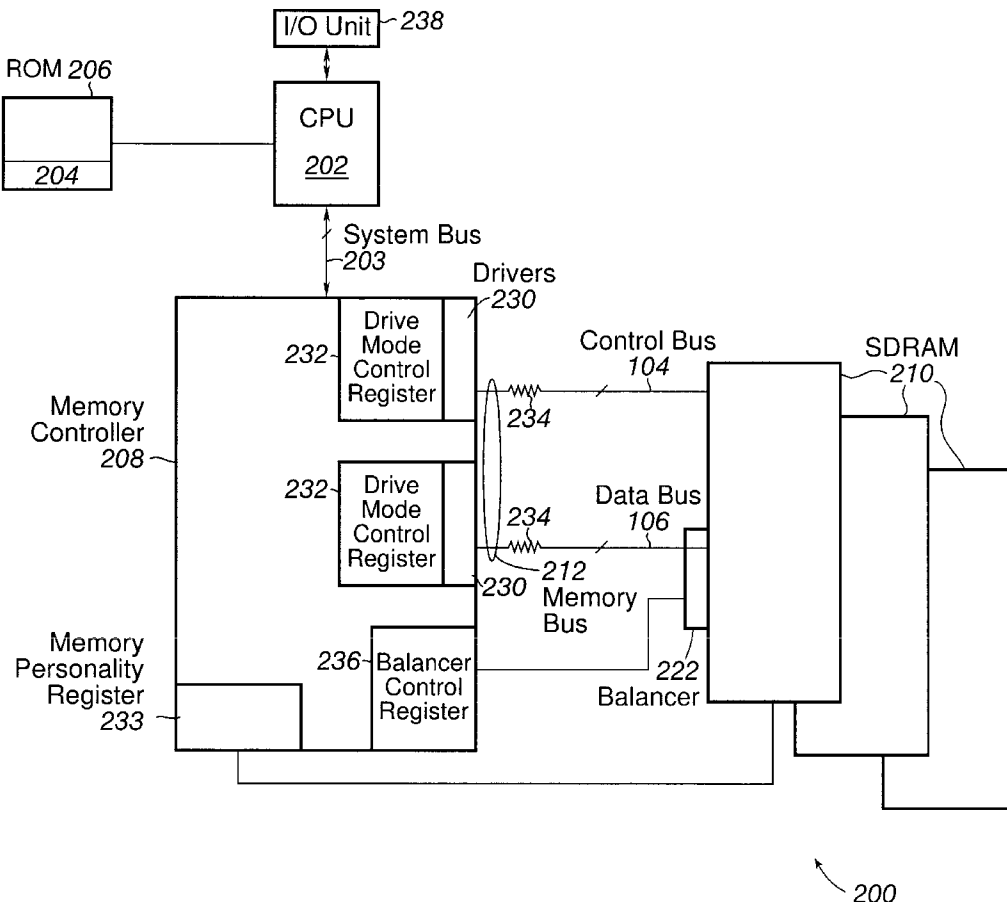 I/O Unit
238
ROM 206
204
CPU
202
System Bus
203
Drivers
230
Drive
Mode
Control
Register
232
Control Bus
104
234
SDRAM
210
Memory
Controller
208
232
Drive
Mode
Control
Register
234
Data Bus
106
230
212
Memory
Bus
Memory
Personality
Register
233
236
Balancer
Control
Register
222
Balancer
200